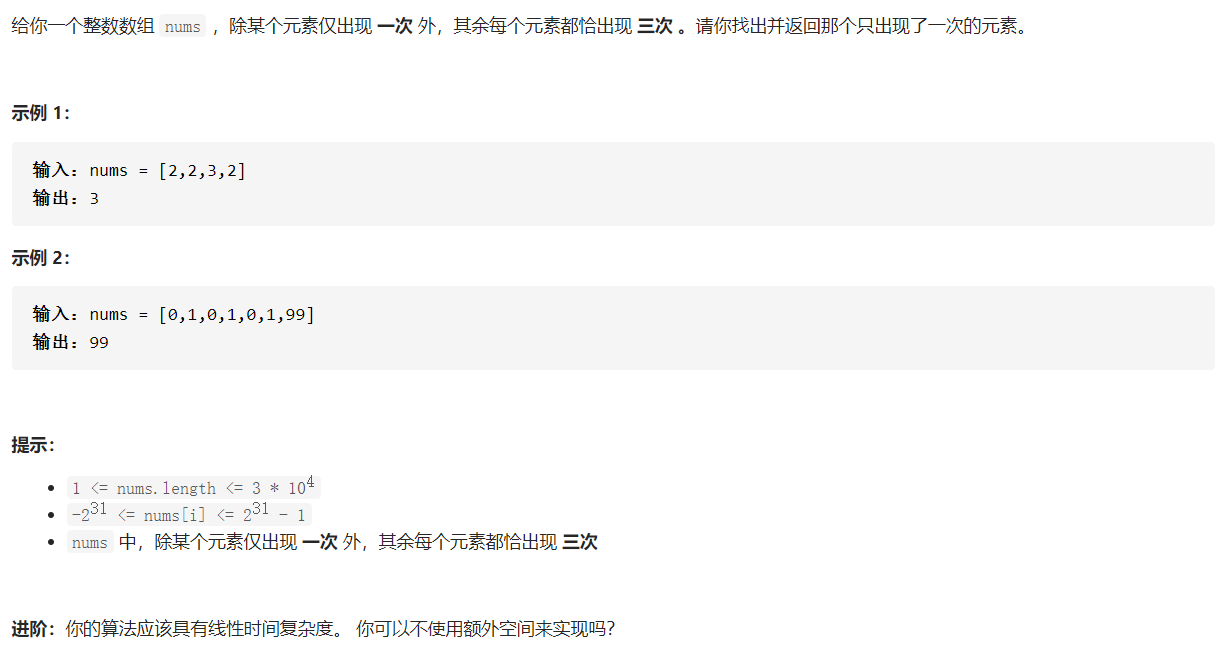 给你一个整数数组 nums ，除某个元素仅出现 一次 外，其余每个元素都恰出现 三次 。请你找出并返回那个只出现了一次的元素。
示例 1：
输入：nums = [2,2,3,2]
输出：3
示例 2：
输入：nums = [0,1,0,1,0,1,99]
输出：99
提示：
• 1 <= nums.length <= 3 * 10⁴
• -2³¹ <= nums[i] <= 2³¹ - 1
• nums 中，除某个元素仅出现 一次 外，其余每个元素都恰出现 三次
进阶：你的算法应该具有线性时间复杂度。 你可以不使用额外空间来实现吗？